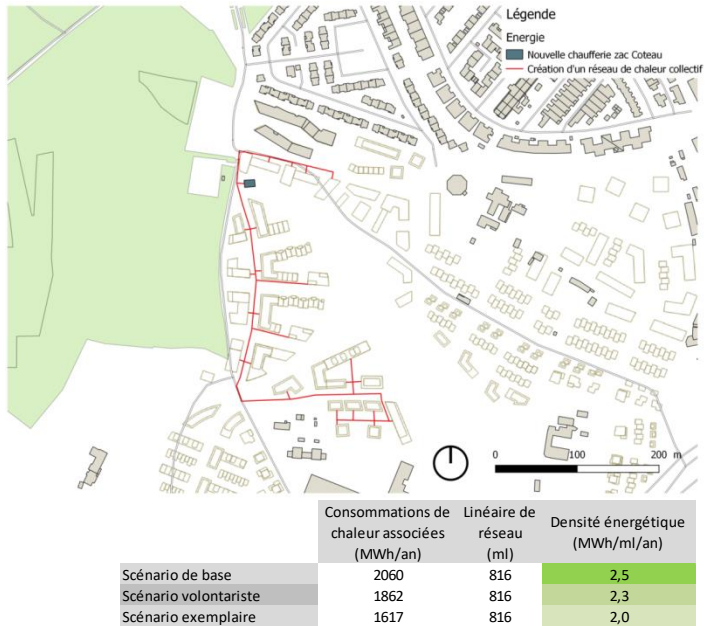 Légende
Energie
Nouvelle chaufferie zac Coteau
Création d'un réseau de chaleur collectif
0 100 200 m
Consommations de chaleur associées (MWh/an) Linéaire de réseau (ml) Densité énergétique (MWh/ml/an)
Scénario de base 2060 816 2,5
Scénario volontariste 1862 816 2,3
Scénario exemplaire 1617 816 2,0